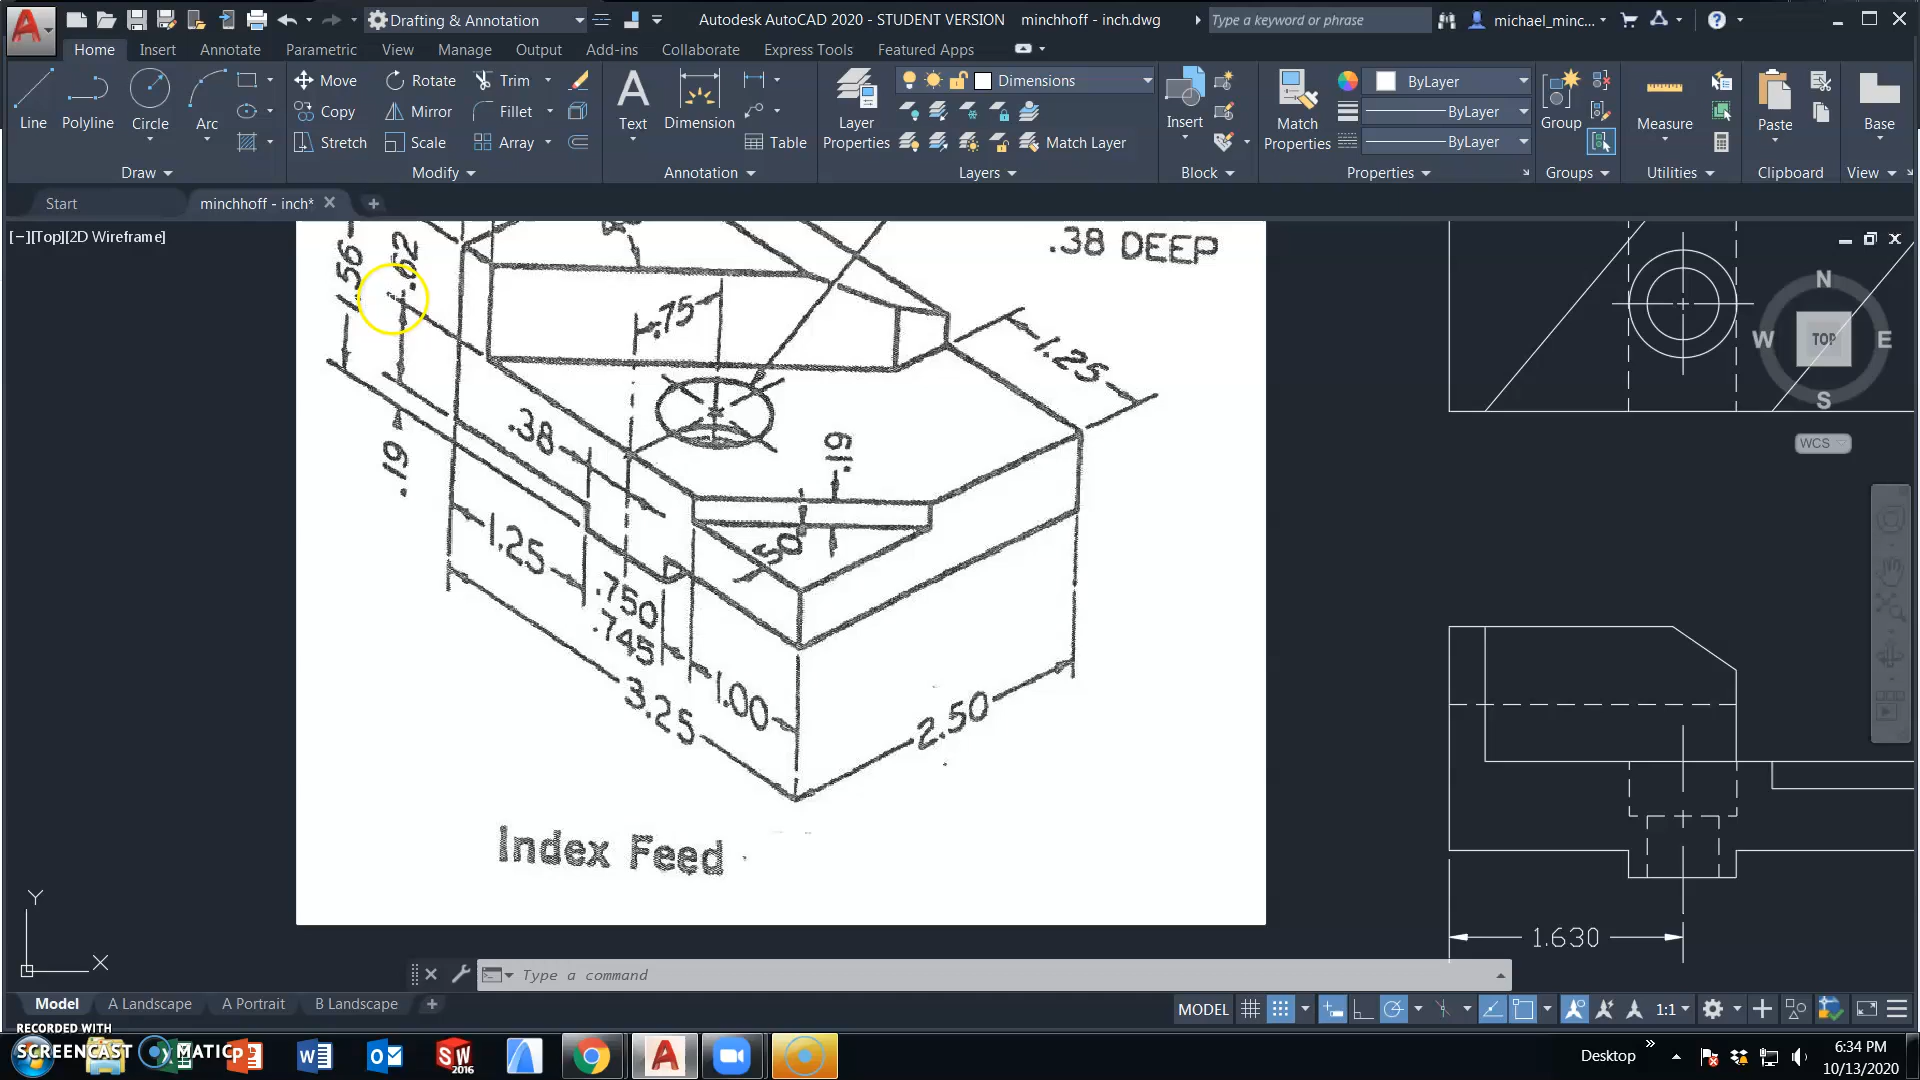 Drafting & Annotation
Autodesk AutoCAD 2020 - STUDENT VERSION minchhoff - inch.dwg
Type a keyword or phrase
michael_minc...
Home Insert Annotate Parametric View Manage Output Add-ins Collaborate Express Tools Featured Apps
Line
Polyline
Circle
Arc
Move
Rotate
Trim
Copy
Mirror
Fillet
Stretch
Scale
Array
Text
Dimension
Table
Layer
Properties
Dimensions
Match Layer
Insert
Match
Properties
ByLayer
ByLayer
ByLayer
Group
Measure
Paste
Base
Draw
Modify
Annotation
Layers
Block
Properties
Groups
Utilities
Clipboard
View
Start
minchhoff - inch*
[−][Top][2D Wireframe]
.38 DEEP
1.56
.62
.75
1.25
.38
.19
.19
1.25
.50
.750
.745
3.25
1.00
2.50
Index Feed
N
W TOP E
S
WCS
1.630
Y
X
Type a command
Model A Landscape A Portrait B Landscape
MODEL
1:1
RECORDED WITH
SCREENCAST MATIC
SW
2016
Desktop
6:34 PM
10/13/2020